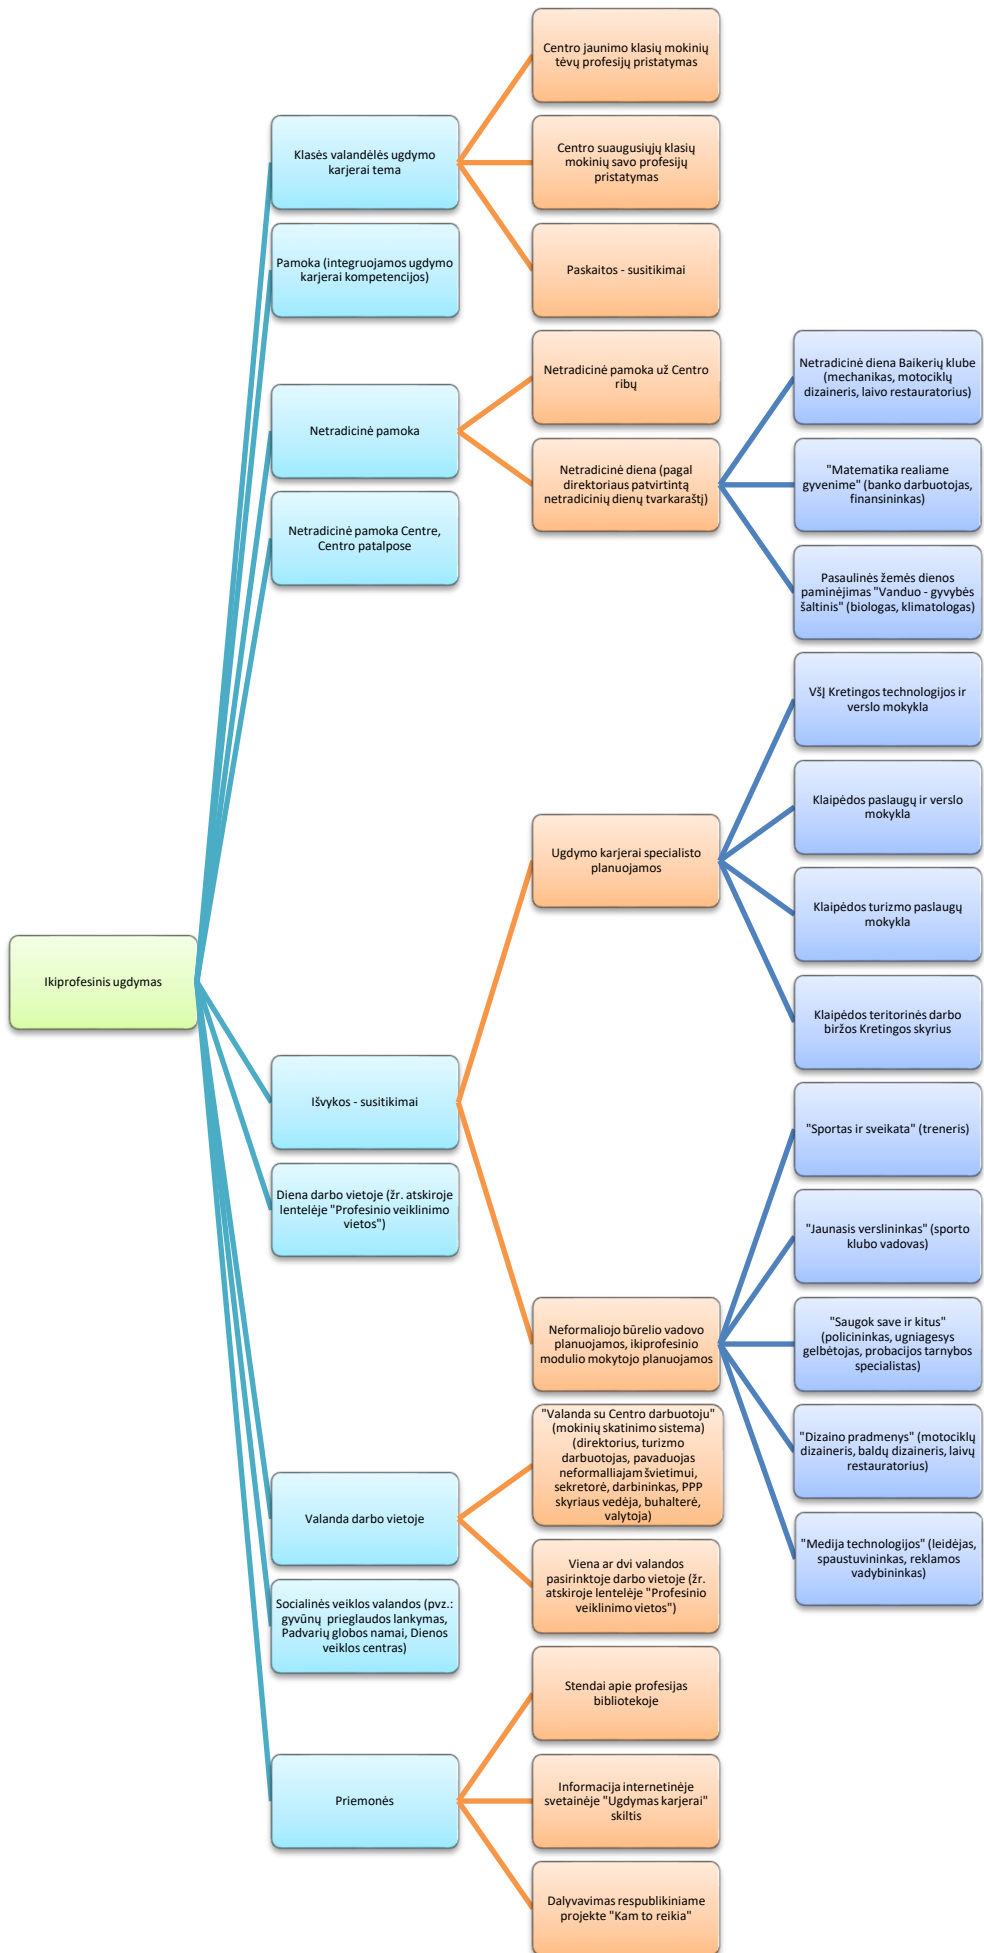 Ikiprofesinis ugdymas
Klasės valandėlės ugdymo
karjerai tema
Centro jaunimo klasių mokinių
tėvų profesijų pristatymas
Centro suaugusiųjų klasių
mokinių savo profesijų
pristatymas
Paskaitos - susitikimai
Pamoka (integruojamos ugdymo
karjerai kompetencijos)
Netradicinė pamoka
Netradicinė pamoka už Centro
ribų
Netradicinė diena (pagal
direktoriaus patvirtintą
netradicinių dienų tvarkaraštį)
Netradicinė diena Baikerių klube
(mechanikas, motociklų
dizaineris, laivo restauratorius)
"Matematika realiame
gyvenime" (banko darbuotojas,
finansininkas)
Pasaulinės žemės dienos
paminėjimas "Vanduo - gyvybės
šaltinis" (biologas, klimatologas)
Netradicinė pamoka Centre,
Centro patalpose
Išvykos - susitikimai
Ugdymo karjerai specialisto
planuojamos
VšĮ Kretingos technologijos ir
verslo mokykla
Klaipėdos paslaugų ir verslo
mokykla
Klaipėdos turizmo paslaugų
mokykla
Klaipėdos teritorinės darbo
biržos Kretingos skyrius
Neformaliojo būrelio vadovo
planuojamos, ikiprofesinio
modulio mokytojo planuojamos
"Sportas ir sveikata" (treneris)
"Jaunasis verslininkas" (sporto
klubo vadovas)
"Saugok save ir kitus"
(policininkas, ugniagesys
gelbėtojas, probacijos tarnybos
specialistas)
"Dizaino pradmenys" (motociklų
dizaineris, baldų dizaineris, laivų
restauratorius)
"Medija technologijos" (leidėjas,
spaustuvininkas, reklamos
vadybininkas)
Diena darbo vietoje (žr. atskiroje
lentelėje "Profesinio veiklinimo
vietos")
Valanda darbo vietoje
"Valanda su Centro darbuotoju"
(mokinių skatinimo sistema)
(direktorius, turizmo
darbuotojas, pavaduojas
neformalliajam švietimui,
sekretorė, darbininkas, PPP
skyriaus vedėja, buhalterė,
valytoja)
Viena ar dvi valandos
pasirinktoje darbo vietoje (žr.
atskiroje lentelėje "Profesinio
veiklinimo vietos")
Socialinės veiklos valandos (pvz.:
gyvūnų prieglaudos lankymas,
Padvarių globos namai, Dienos
veiklos centras)
Priemonės
Stendai apie profesijas
bibliotekoje
Informacija internetinėje
svetainėje "Ugdymas karjerai"
skiltis
Dalyvavimas respublikiniame
projekte "Kam to reikia"